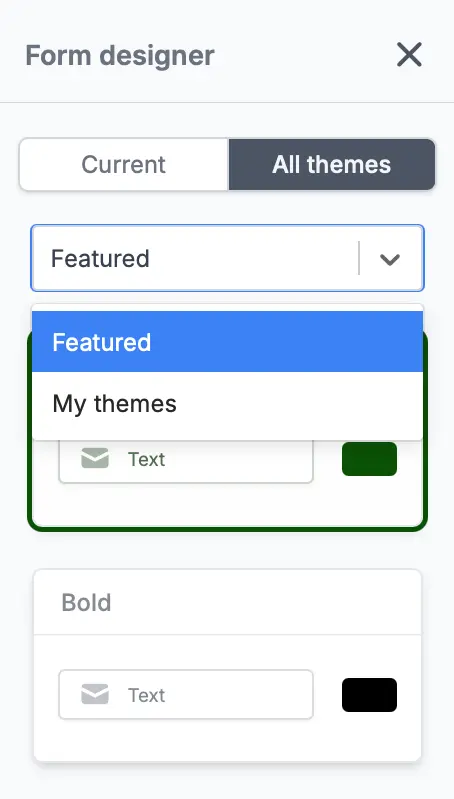 Form designer
Current
All themes
Featured
Featured
My themes
Text
Bold
Text